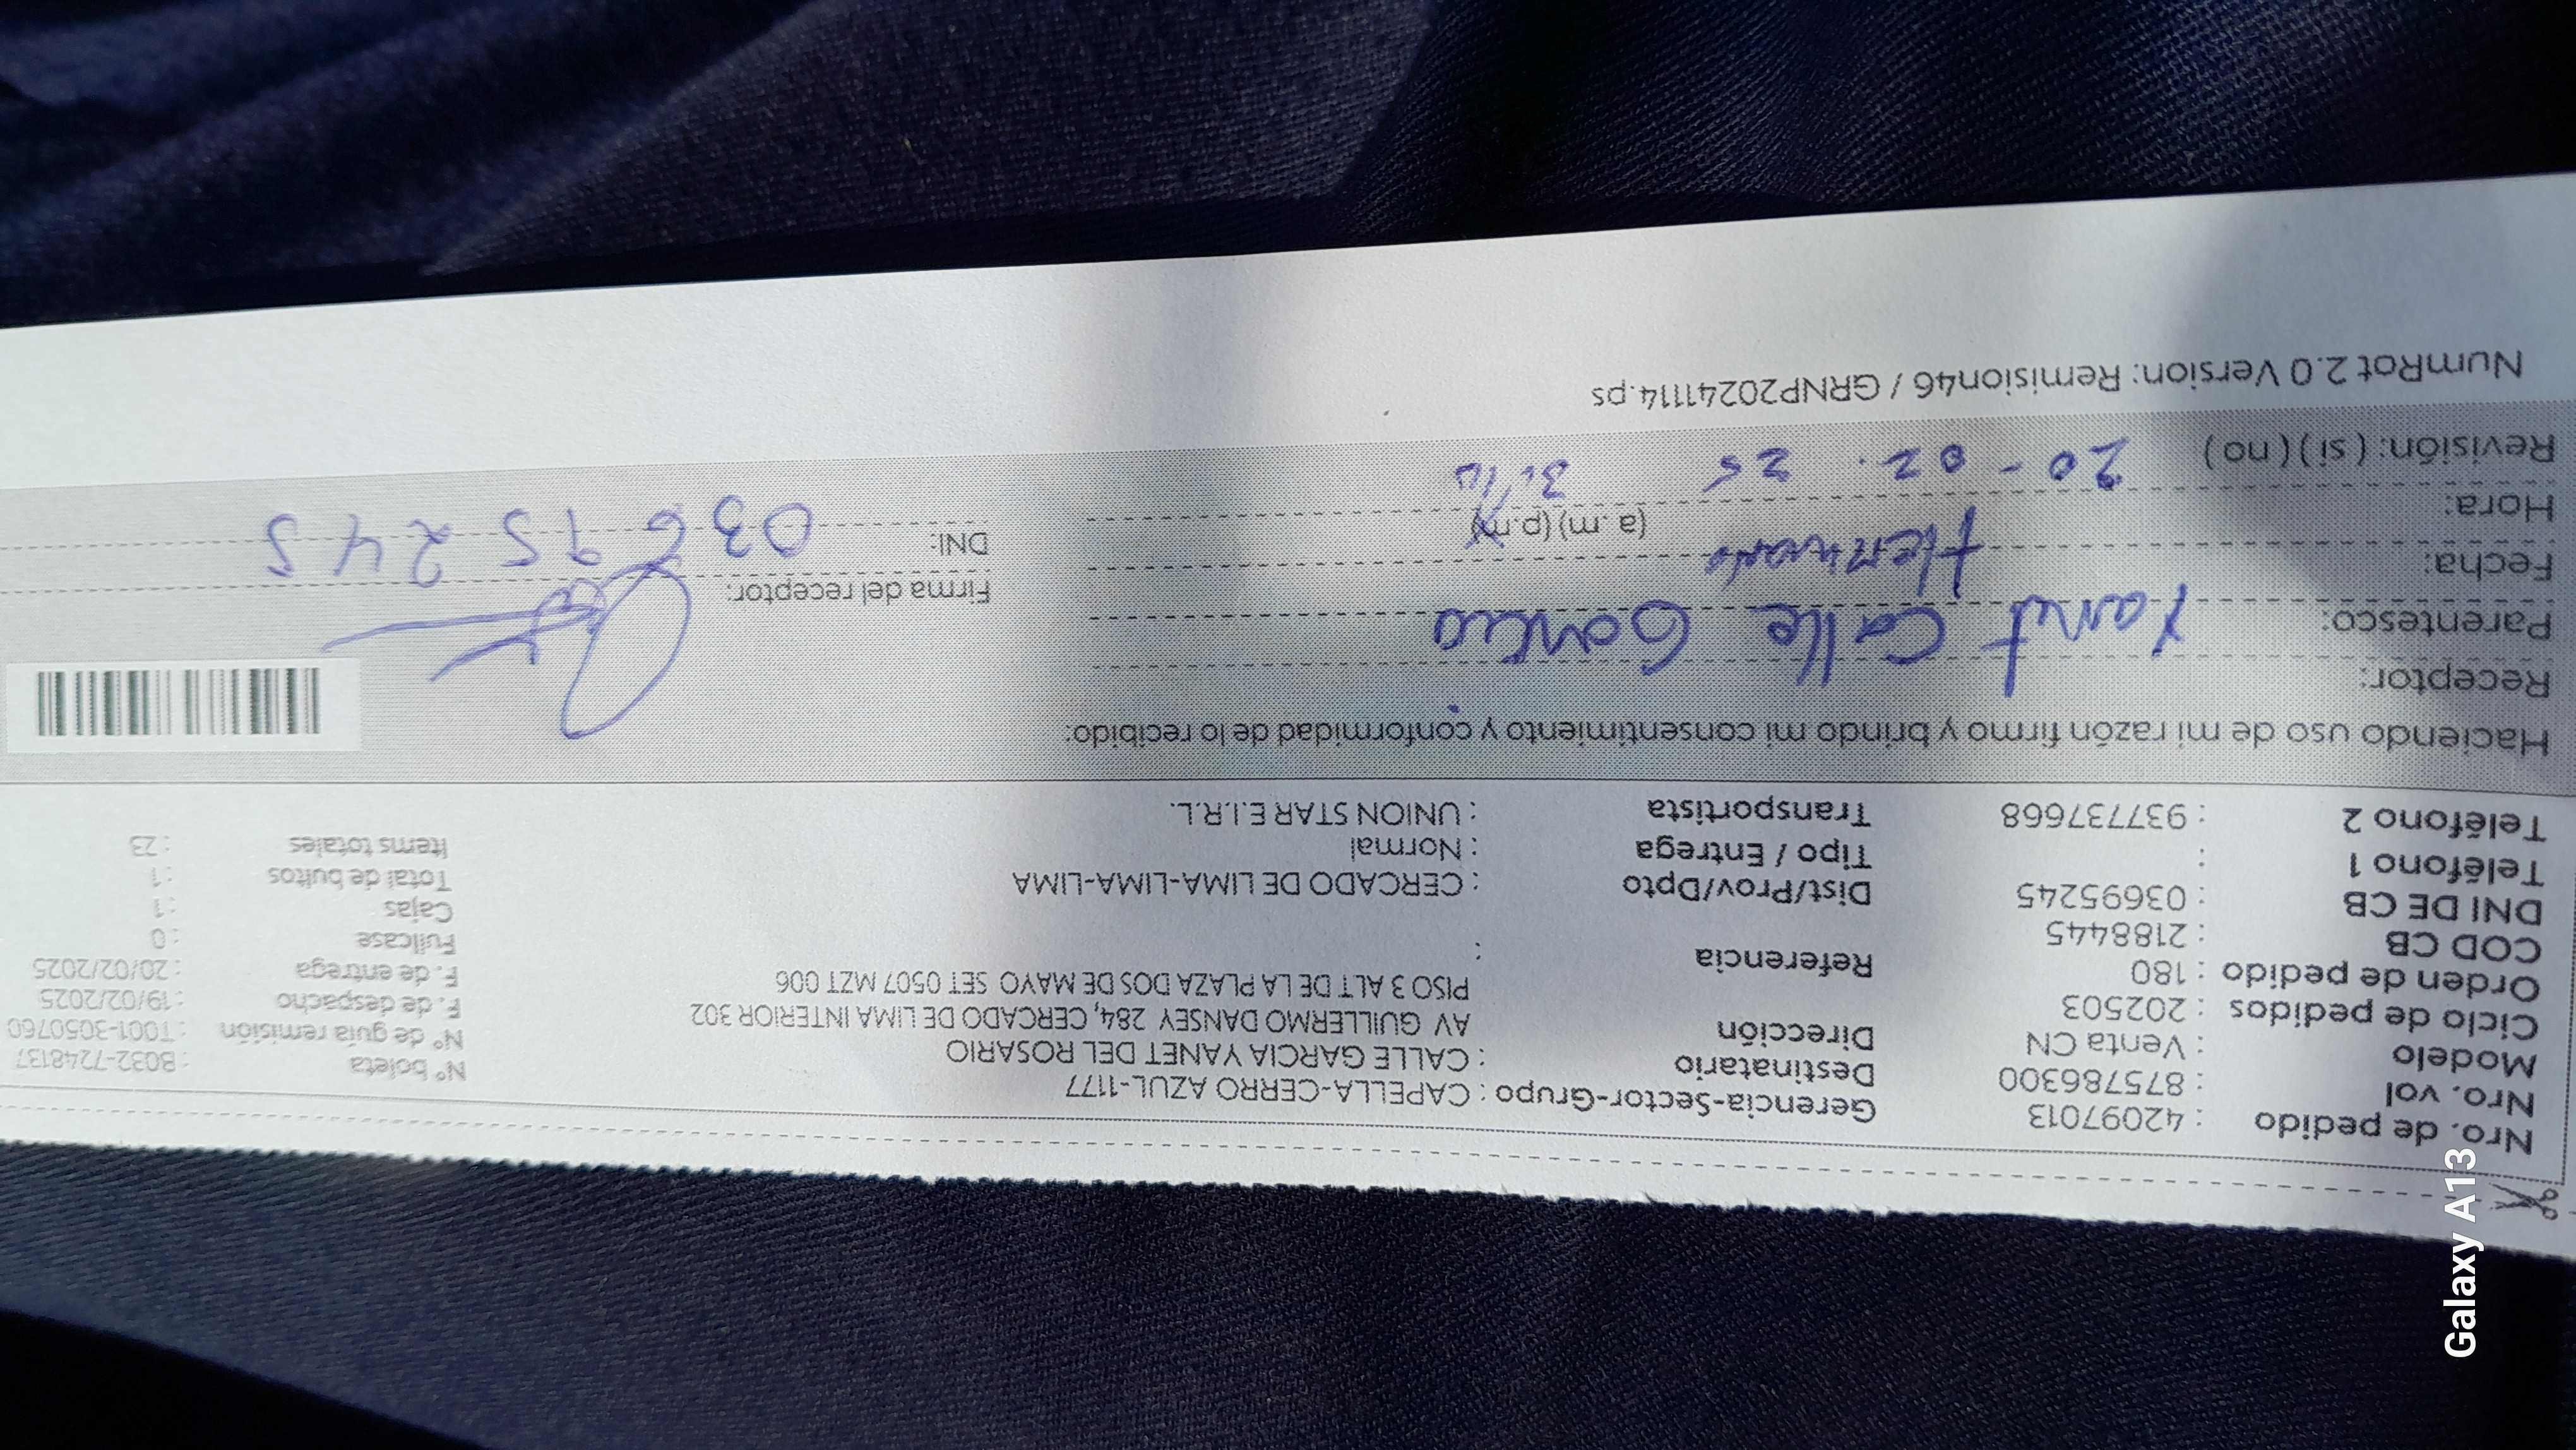 Nro. de pedido : 42097013
Nro. vol : 875786300
Modelo : Venta CN
Ciclo de pedidos : 202503
Orden de pedido : 180
COD CB : 2188445
DNI DE CB : 03695245
Teléfono 1 :
Teléfono 2 : 937737668
Gerencia-Sector-Grupo : CAPELLA-CERRO AZUL-1177
Destinatario : CALLE GARCIA YANET DEL ROSARIO
Dirección AV GUILLERMO DANSEY 284, CERCADO DE LIMA INTERIOR 302
PISO 3 ALT DE LA PLAZA DOS DE MAYO SET 0507 MZT 006
Referencia :
Dist/Prov/Dpto : CERCADO DE LIMA-LIMA-LIMA
Tipo / Entrega : Normal
Transportista : UNION STAR E.I.R.L.
N° boleta : B032-7248137
N° de guía remisión : T001-3050760
F. de despacho : 19/02/2025
F. de entrega : 20/02/2025
Fullcase : 0
Cajas : 1
Total de bultos : 1
Items totales : 23
Haciendo uso de mi razón firmo y brindo mi consentimiento y conformidad de lo recibido:
Receptor:
Yanet Calle
Parentesco:
Fecha:
Hora: (a.m) (p.m)
20-02-25 3:10
Revisión: (si) (no)
Firma del receptor:
DNI: 03695245
NumRot 2.0 Version: Remision46 / GRNP20241114.ps
Galaxy A13